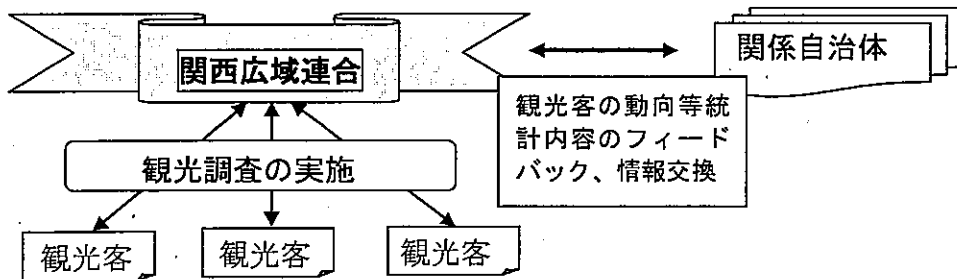 関西広域連合
関係自治体
観光客の動向等統
計内容のフィード
バック、情報交換
観光調査の実施
観光客
観光客
観光客